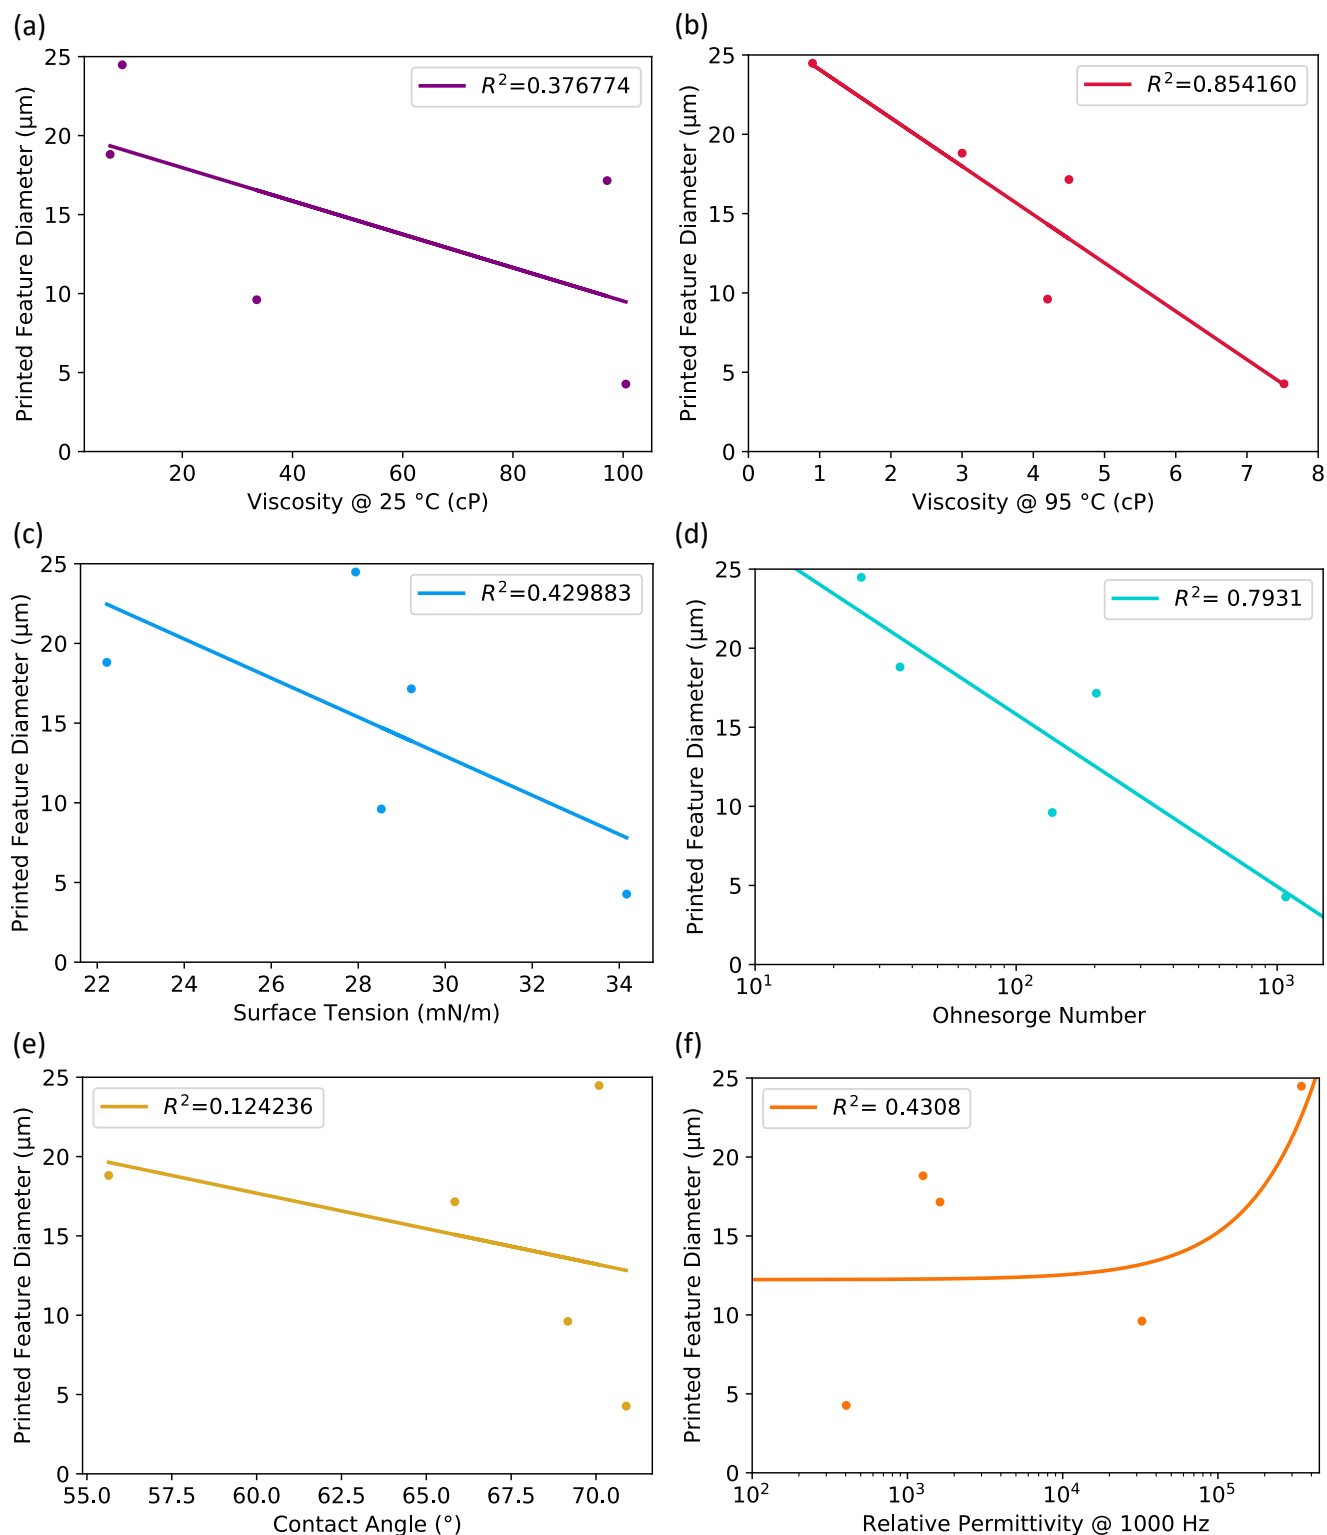 (a)
25
20
15
10
5
0
Printed Feature Diameter (μm)
R²=0.376774
20 40 60 80 100
Viscosity @ 25 °C (cP)
(b)
25
20
15
10
5
0
Printed Feature Diameter (μm)
R²=0.854160
0 1 2 3 4 5 6 7 8
Viscosity @ 95 °C (cP)
(c)
25
20
15
10
5
0
Printed Feature Diameter (μm)
R²=0.429883
22 24 26 28 30 32 34
Surface Tension (mN/m)
(d)
25
20
15
10
5
0
Printed Feature Diameter (μm)
R²= 0.7931
10¹ 10² 10³
Ohnesorge Number
(e)
25
20
15
10
5
0
Printed Feature Diameter (μm)
R²=0.124236
55.0 57.5 60.0 62.5 65.0 67.5 70.0
Contact Angle (°)
(f)
25
20
15
10
5
0
Printed Feature Diameter (μm)
R²= 0.4308
10² 10³ 10⁴ 10⁵
Relative Permittivity @ 1000 Hz